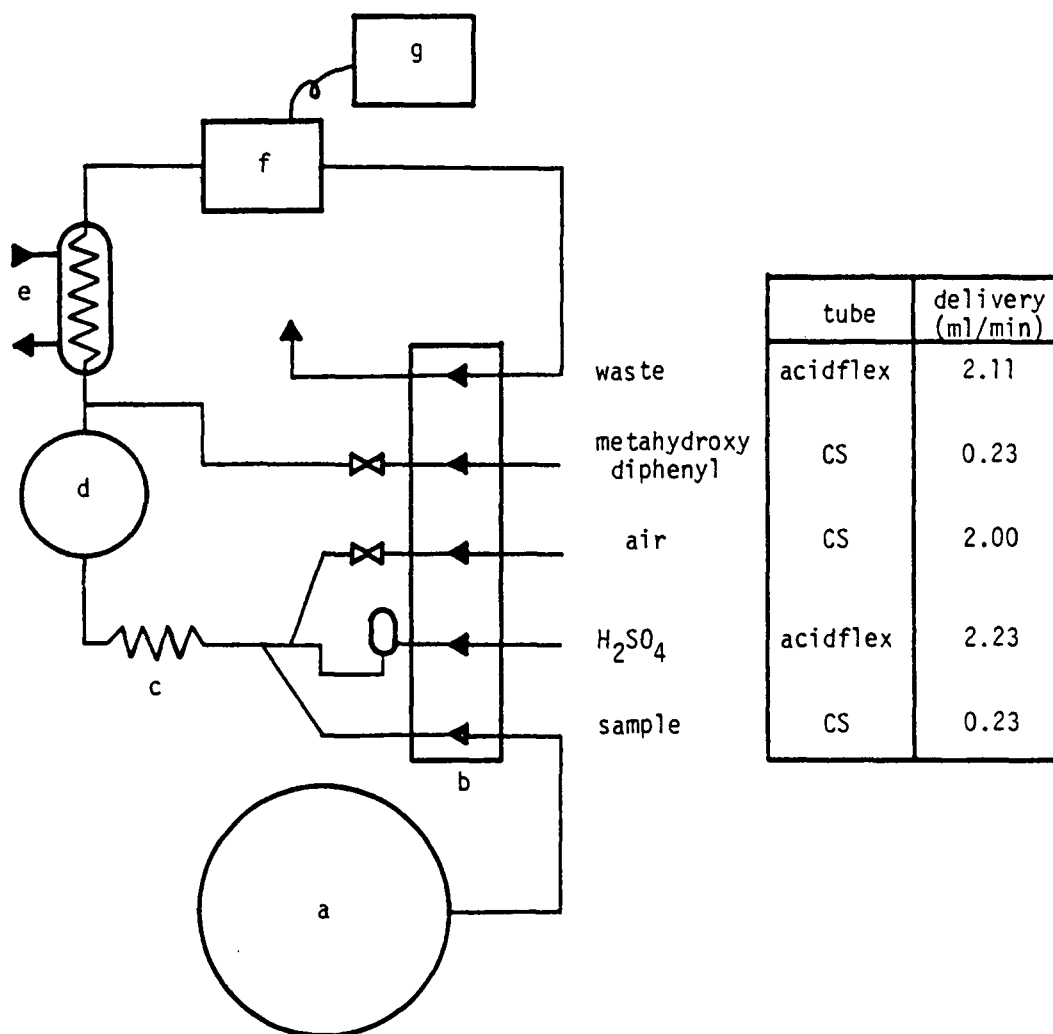 g
f
e
d
c
b
a
waste
metahydroxy
diphenyl
air
H₂SO₄
sample
tube delivery
(ml/min)
acidflex 2.11
CS 0.23
CS 2.00
acidflex 2.23
CS 0.23